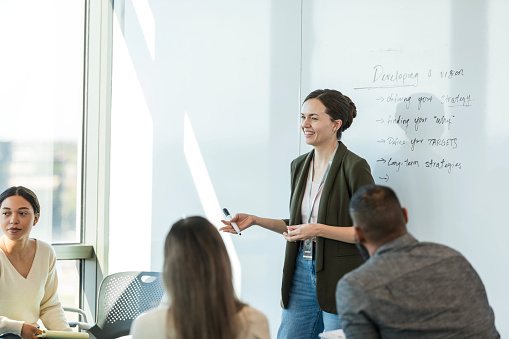 Developing a vision
→ defining your strategy
→ finding your "why"
→ Define your TARGETS
→ Long-term strategies
→